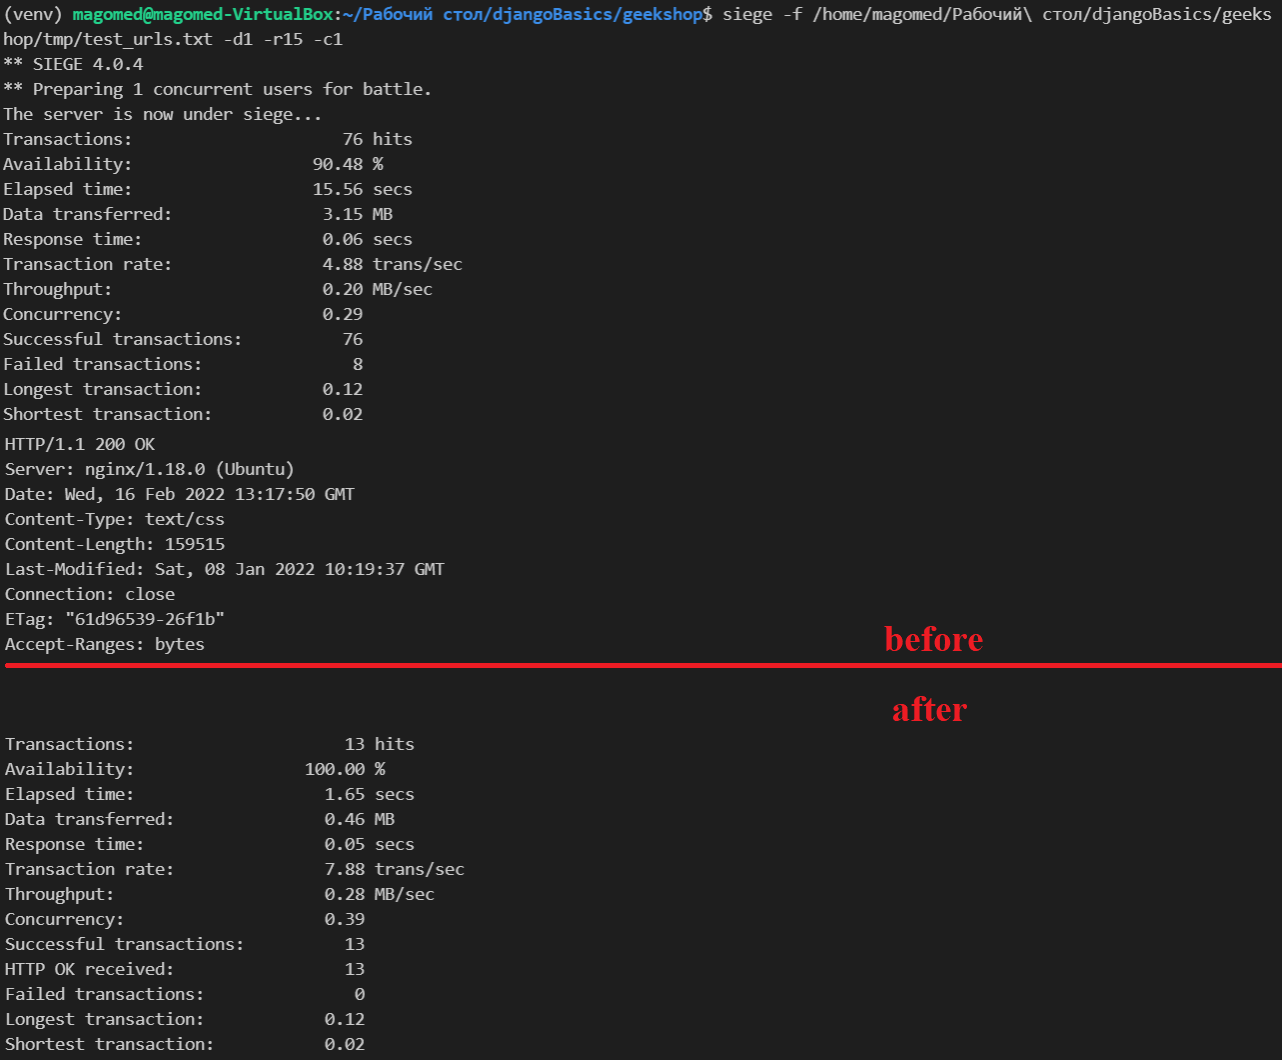 (venv) magomed@magomed-VirtualBox:~/Рабочий стол/djangoBasics/geekshop$ siege -f /home/magomed/Рабочий\ стол/djangoBasics/geeks
hop/tmp/test_urls.txt -d1 -r15 -c1
** SIEGE 4.0.4
** Preparing 1 concurrent users for battle.
The server is now under siege...
Transactions: 76 hits
Availability: 90.48 %
Elapsed time: 15.56 secs
Data transferred: 3.15 MB
Response time: 0.06 secs
Transaction rate: 4.88 trans/sec
Throughput: 0.20 MB/sec
Concurrency: 0.29
Successful transactions: 76
Failed transactions: 8
Longest transaction: 0.12
Shortest transaction: 0.02
HTTP/1.1 200 OK
Server: nginx/1.18.0 (Ubuntu)
Date: Wed, 16 Feb 2022 13:17:50 GMT
Content-Type: text/css
Content-Length: 159515
Last-Modified: Sat, 08 Jan 2022 10:19:37 GMT
Connection: close
ETag: "61d96539-26f1b"
Accept-Ranges: bytes
before
after
Transactions: 13 hits
Availability: 100.00 %
Elapsed time: 1.65 secs
Data transferred: 0.46 MB
Response time: 0.05 secs
Transaction rate: 7.88 trans/sec
Throughput: 0.28 MB/sec
Concurrency: 0.39
Successful transactions: 13
HTTP OK received: 13
Failed transactions: 0
Longest transaction: 0.12
Shortest transaction: 0.02